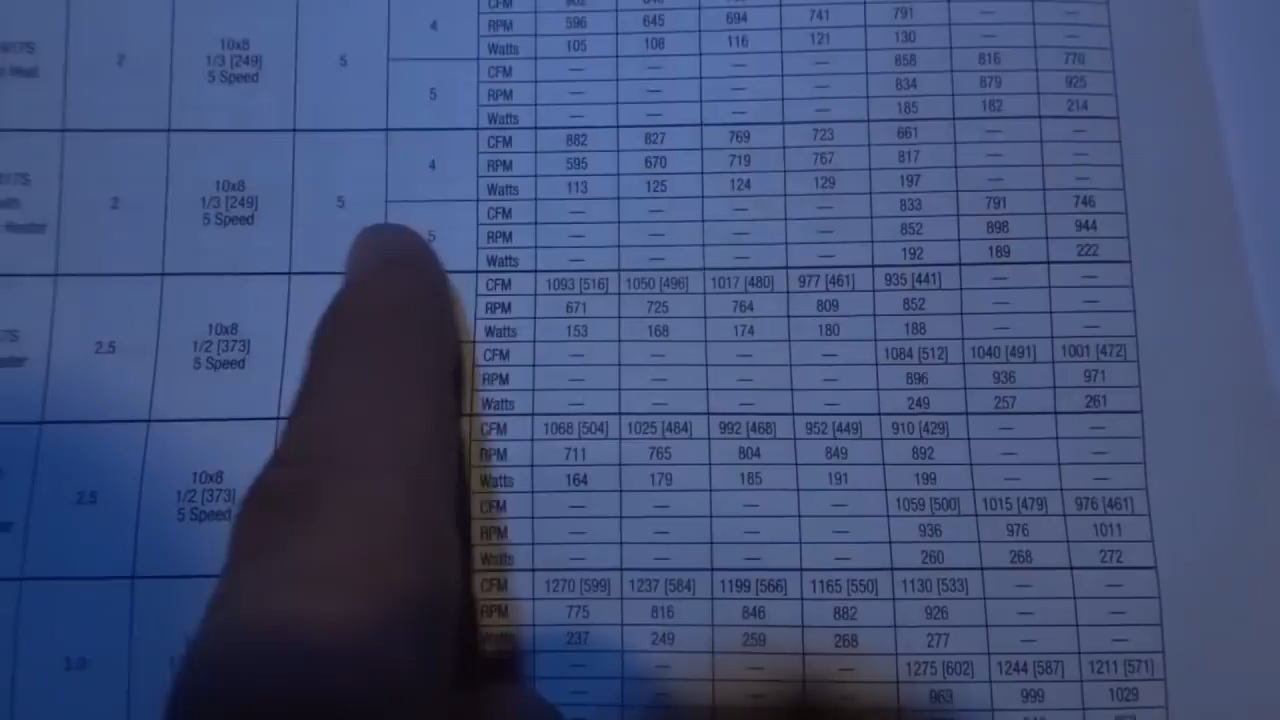 CFM
RPM 596 645 694 741 791 — —
4 Watts 105 108 116 121 130 — —
10x8 CFM — — — — 858 816 770
2 1/3 [249] 5 RPM — — — — 834 879 925
5 Speed 5 Watts — — — — 185 182 214
CFM 882 827 769 723 661 — —
4 RPM 595 670 719 767 817 — —
10x8 Watts 113 125 124 129 197 — —
2 1/3 [249] 5 CFM — — — — 833 791 746
5 Speed 5 RPM — — — — 852 898 944
Watts — — — — 192 189 222
CFM 1093 [516] 1050 [496] 1017 [480] 977 [461] 935 [441] — —
RPM 671 725 764 809 852 — —
10x8 Watts 153 168 174 180 188 — —
2.5 1/2 [373] CFM — — — — 1084 [512] 1040 [491] 1001 [472]
5 Speed RPM — — — — 896 936 971
Watts — — — — 249 257 261
CFM 1068 [504] 1025 [484] 992 [468] 952 [449] 910 [429] — —
RPM 711 765 804 849 892 — —
10x8 Watts 164 179 185 191 199 — —
2.5 1/2 [373] CFM — — — — 1059 [500] 1015 [479] 976 [461]
5 Speed RPM — — — — 936 976 1011
Watts — — — — 260 268 272
CFM 1270 [599] 1237 [584] 1199 [566] 1165 [550] 1130 [533] — —
RPM 775 816 846 882 926 — —
237 249 259 268 277 — —
3.0 — — — — 1275 [602] 1244 [587] 1211 [571]
— — 963 999 1029